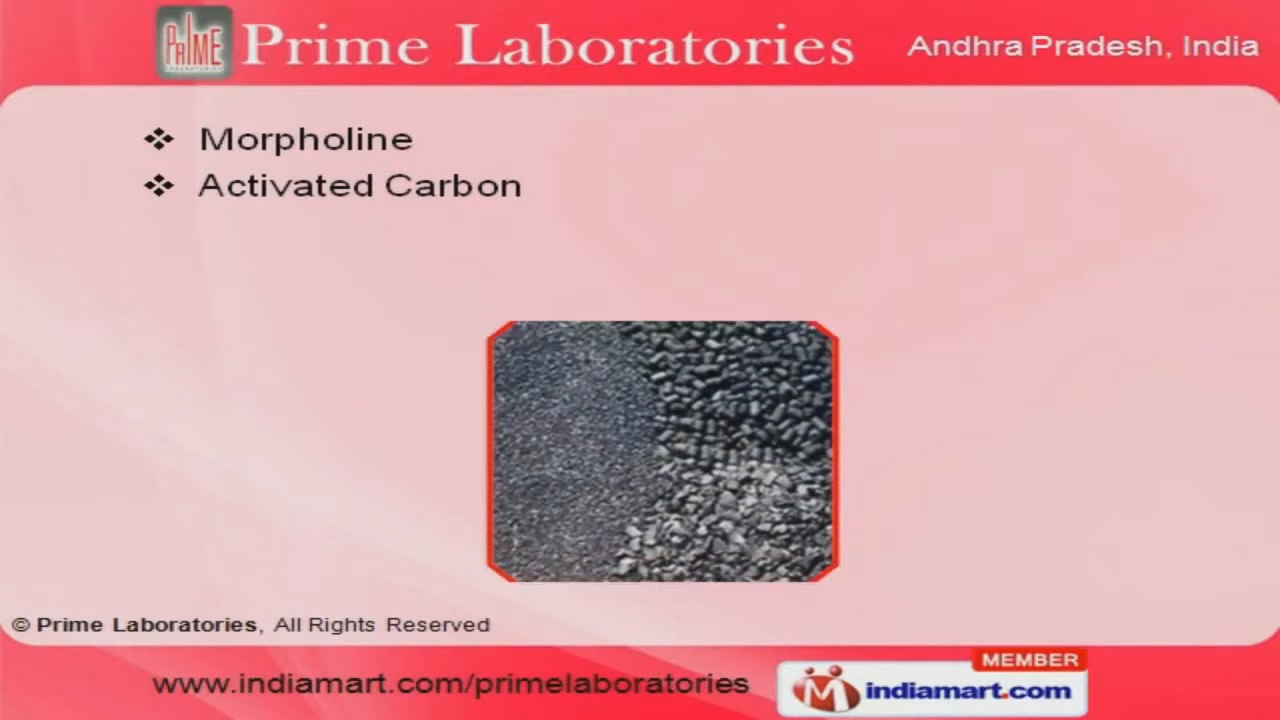 PRIME
LABORATORIES
Prime Laboratories
Andhra Pradesh, India
Morpholine
Activated Carbon
© Prime Laboratories, All Rights Reserved
www.indiamart.com/primelaboratories
MEMBER
indiamart.com